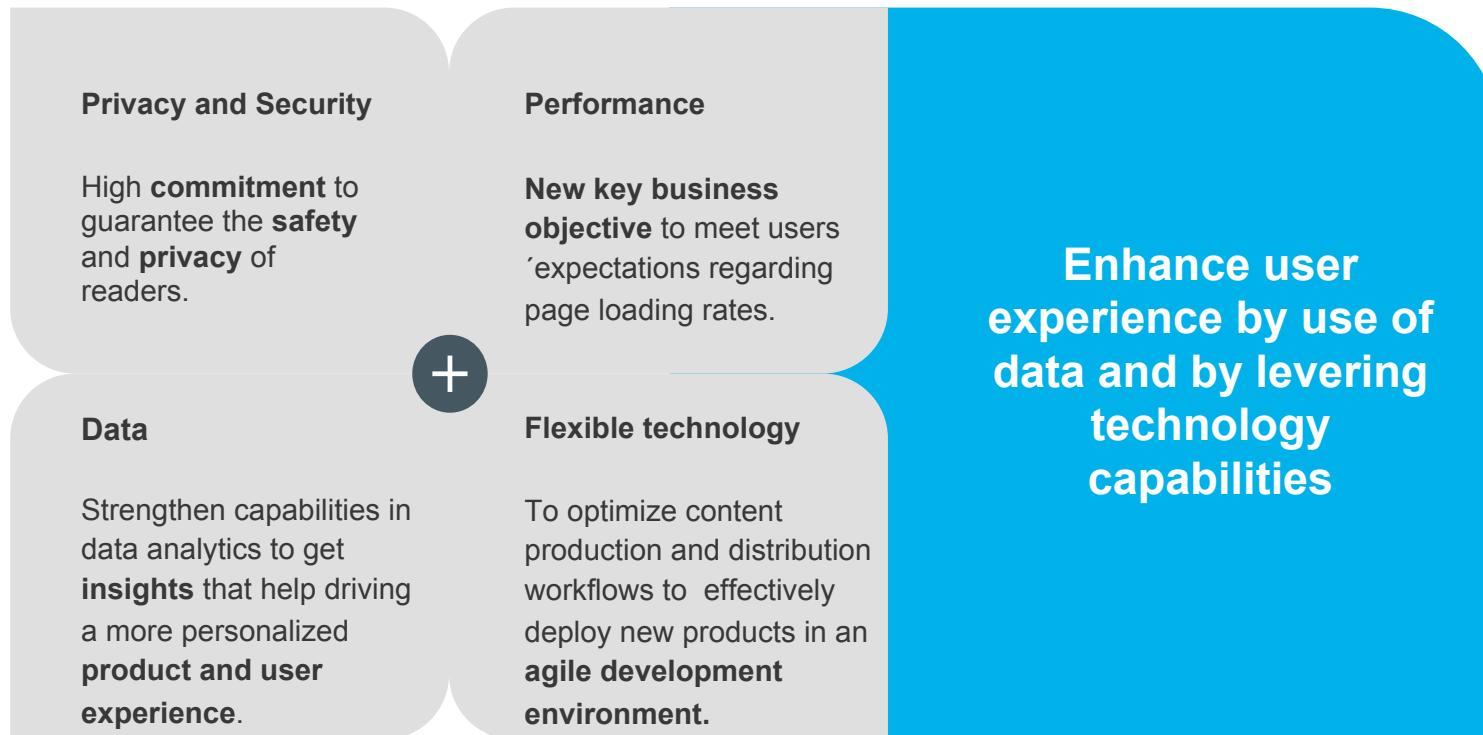 Privacy and Security
High commitment to
guarantee the safety
and privacy of
readers.
Performance
New key business
objective to meet users
´expectations regarding
page loading rates.
Data
Strengthen capabilities in
data analytics to get
insights that help driving
a more personalized
product and user
experience.
Flexible technology
To optimize content
production and distribution
workflows to  effectively
deploy new products in an
agile development
environment.
Enhance user
experience by use of
data and by levering
technology
capabilities